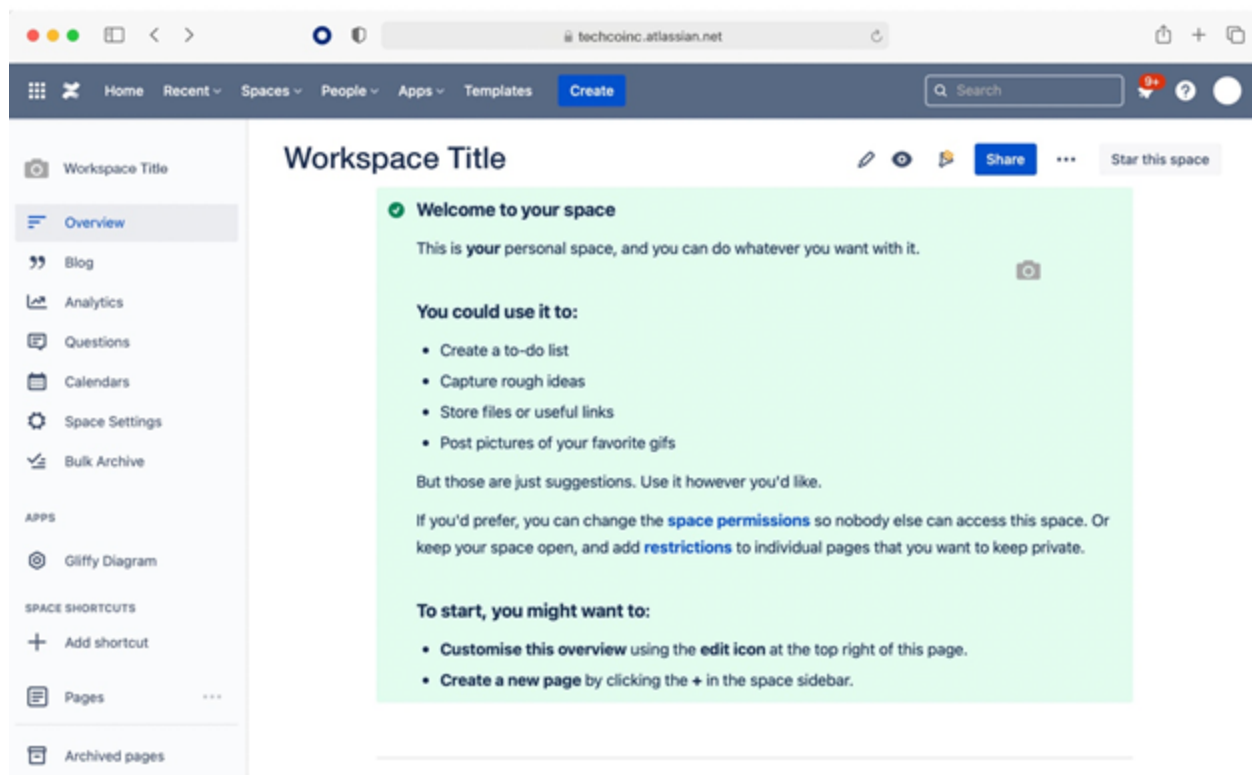 techcoinc.atlassian.net
Home Recent Spaces People Apps Templates Create Search 9+ ?
Workspace Title
Overview
Blog
Analytics
Questions
Calendars
Space Settings
Bulk Archive
APPS
Gliffy Diagram
SPACE SHORTCUTS
Add shortcut
Pages
Archived pages
Workspace Title
Share
Star this space
Welcome to your space
This is your personal space, and you can do whatever you want with it.
You could use it to:
• Create a to-do list
• Capture rough ideas
• Store files or useful links
• Post pictures of your favorite gifs
But those are just suggestions. Use it however you'd like.
If you'd prefer, you can change the space permissions so nobody else can access this space. Or
keep your space open, and add restrictions to individual pages that you want to keep private.
To start, you might want to:
• Customise this overview using the edit icon at the top right of this page.
• Create a new page by clicking the + in the space sidebar.